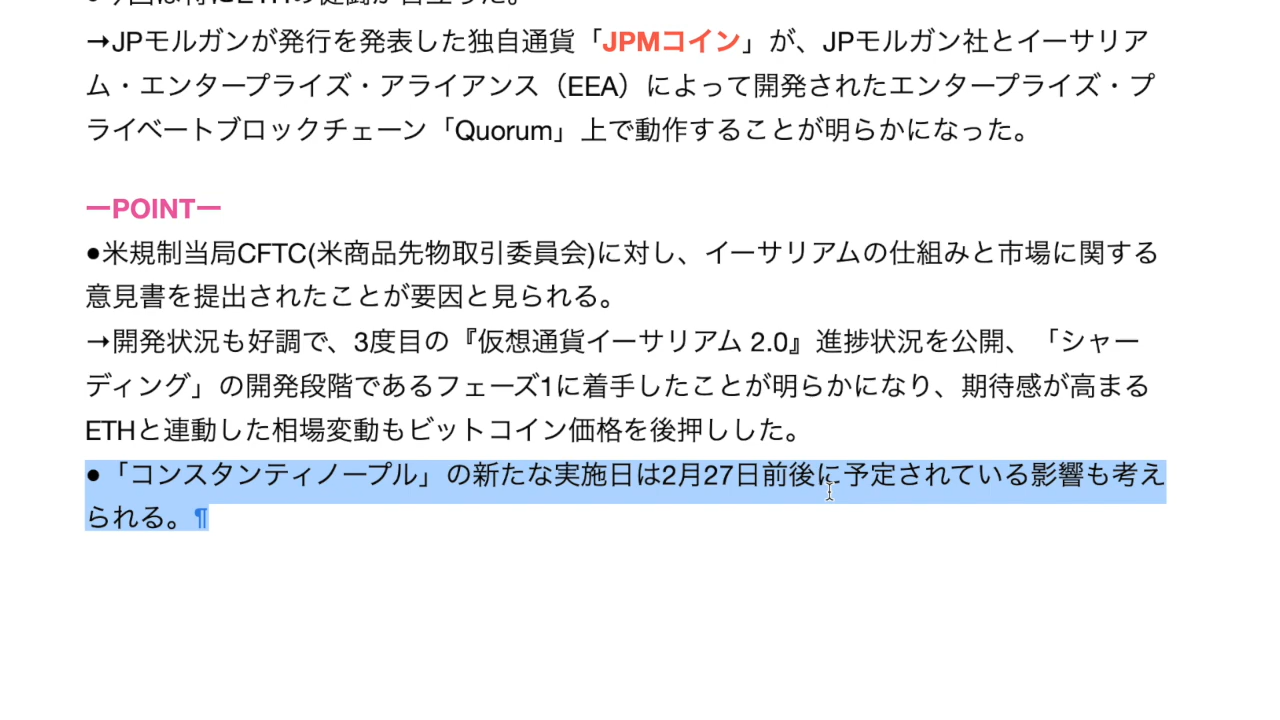 →JPモルガンが発行を発表した独自通貨「JPMコイン」が、JPモルガン社とイーサリア
ム・エンタープライズ・アライアンス（EEA）によって開発されたエンタープライズ・プ
ライベートブロックチェーン「Quorum」上で動作することが明らかになった。
ーPOINTー
●米規制当局CFTC(米商品先物取引委員会)に対し、イーサリアムの仕組みと市場に関する
意見書を提出されたことが要因と見られる。
→開発状況も好調で、3度目の『仮想通貨イーサリアム 2.0』進捗状況を公開、「シャー
ディング」の開発段階であるフェーズ1に着手したことが明らかになり、期待感が高まる
ETHと連動した相場変動もビットコイン価格を後押しした。
●「コンスタンティノープル」の新たな実施日は2月27日前後に予定されている影響も考え
られる。¶